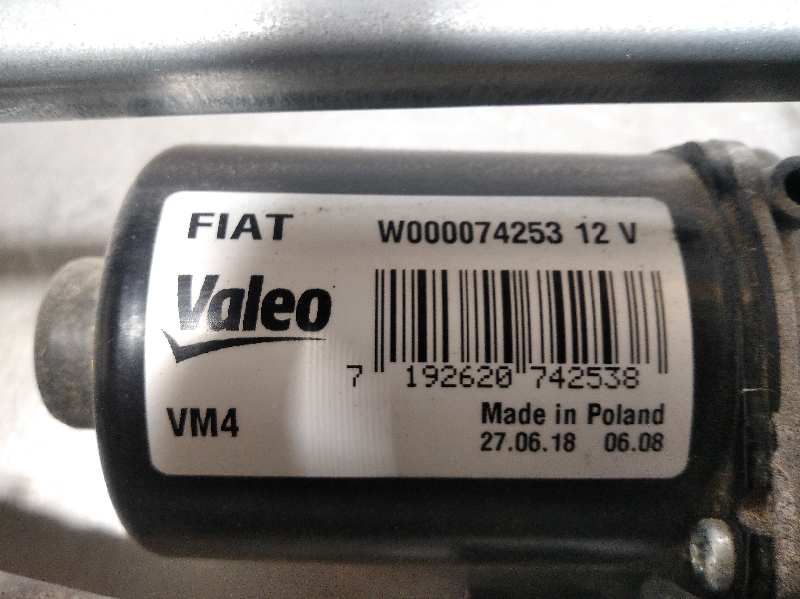 FIAT W000074253 12 V
Valeo
7 192620 742538
VM4 Made in Poland
27.06.18 06.08